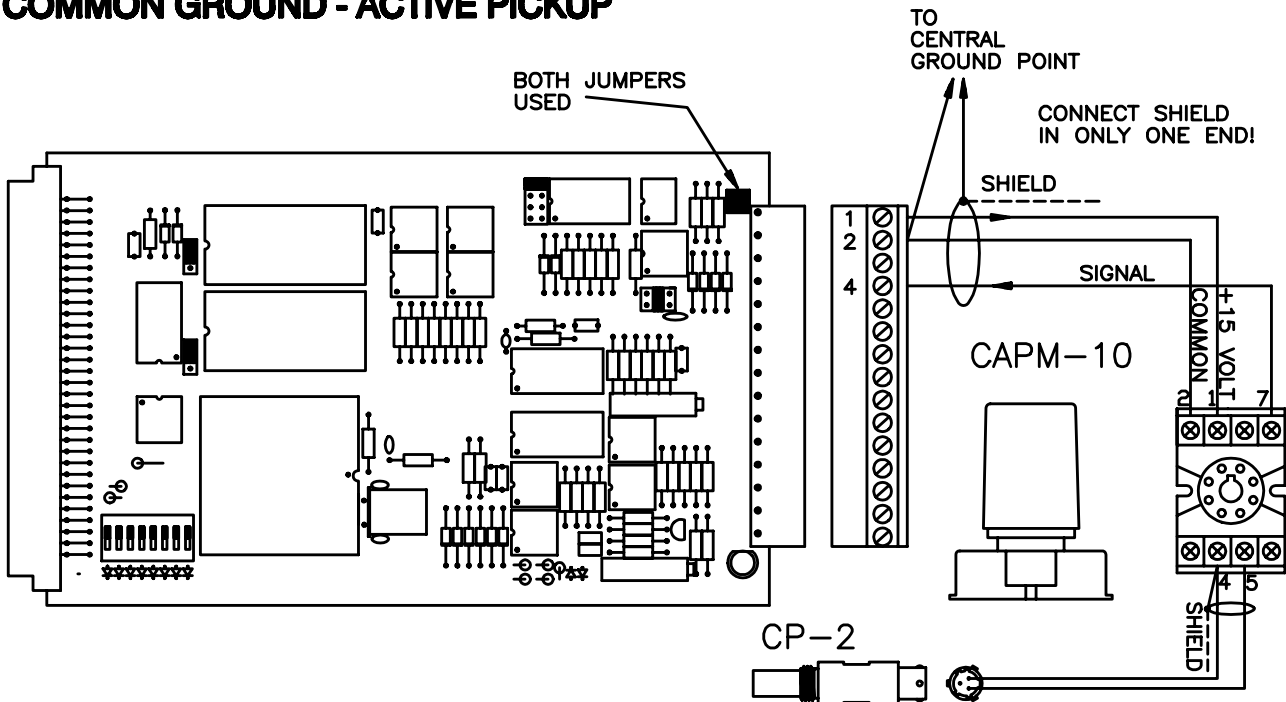 COMMON GROUND - ACTIVE PICKUP
TO
CENTRAL
GROUND POINT
BOTH JUMPERS
USED
CONNECT SHIELD
IN ONLY ONE END!
SHIELD
1
2
4
SIGNAL
COMMON
+15 VOLT
CAPM-10
2 1 7
4 5
SHIELD
CP-2